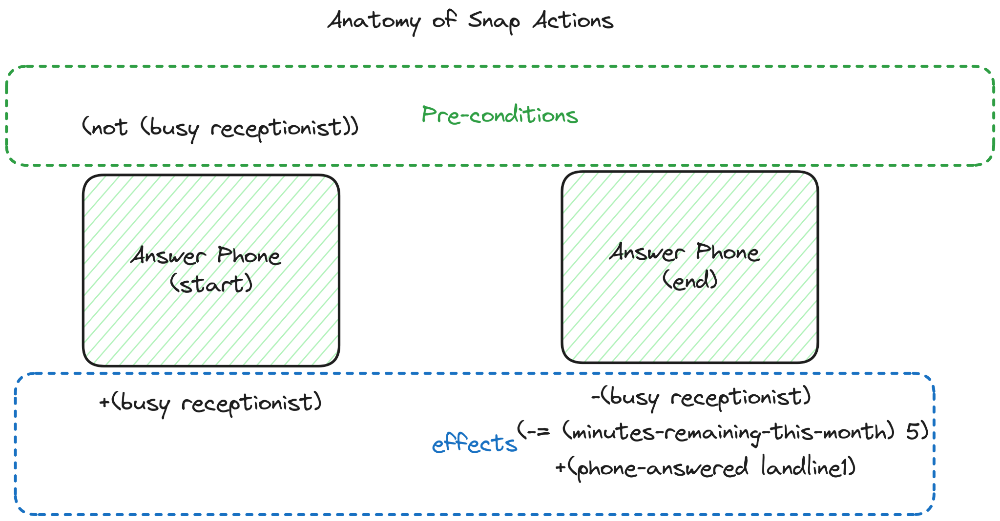 Anatomy of Snap Actions
Pre-conditions
(not (busy receptionist))
Answer Phone
(start)
Answer Phone
(end)
+(busy receptionist)
-(busy receptionist)
effects
(-= (minutes-remaining-this-month) 5)
+(phone-answered landline1)